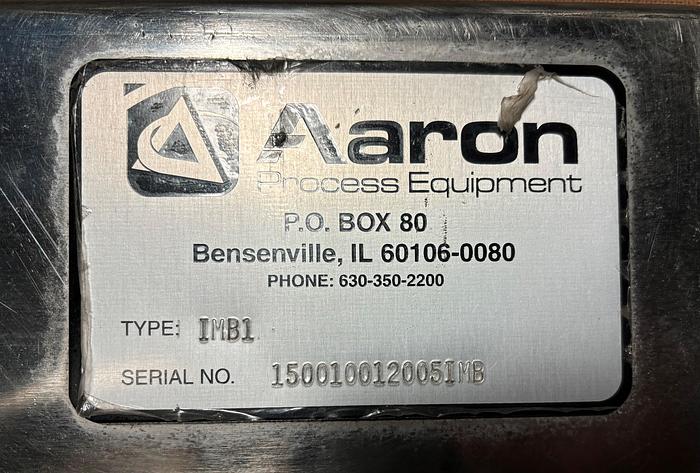 Aaron
Process Equipment
P.O. BOX 80
Bensenville, IL 60106-0080
PHONE: 630-350-2200
TYPE: IMB1
SERIAL NO. 150010012005IMB